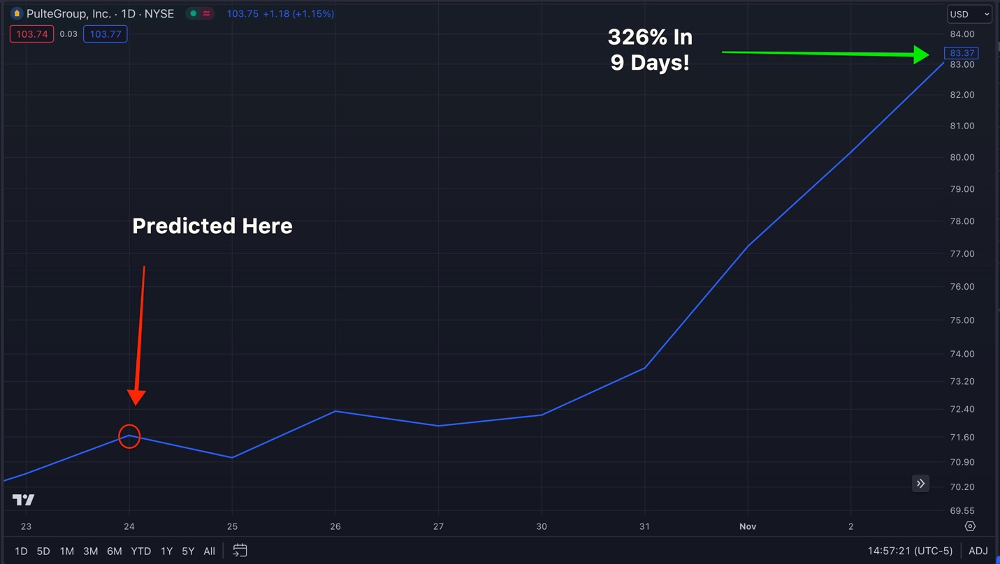 PulteGroup, Inc. · 1D · NYSE
103.75 +1.18 (+1.15%)
USD
103.74 0.03 103.77
326% In
9 Days!
Predicted Here
84.00
83.37
83.00
82.00
81.00
80.00
79.00
78.00
77.00
76.00
75.00
74.00
73.20
72.40
71.60
70.90
70.20
69.55
23 24 25 26 27 30 31 Nov 2
1D 5D 1M 3M 6M YTD 1Y 5Y All
14:57:21 (UTC-5) ADJ